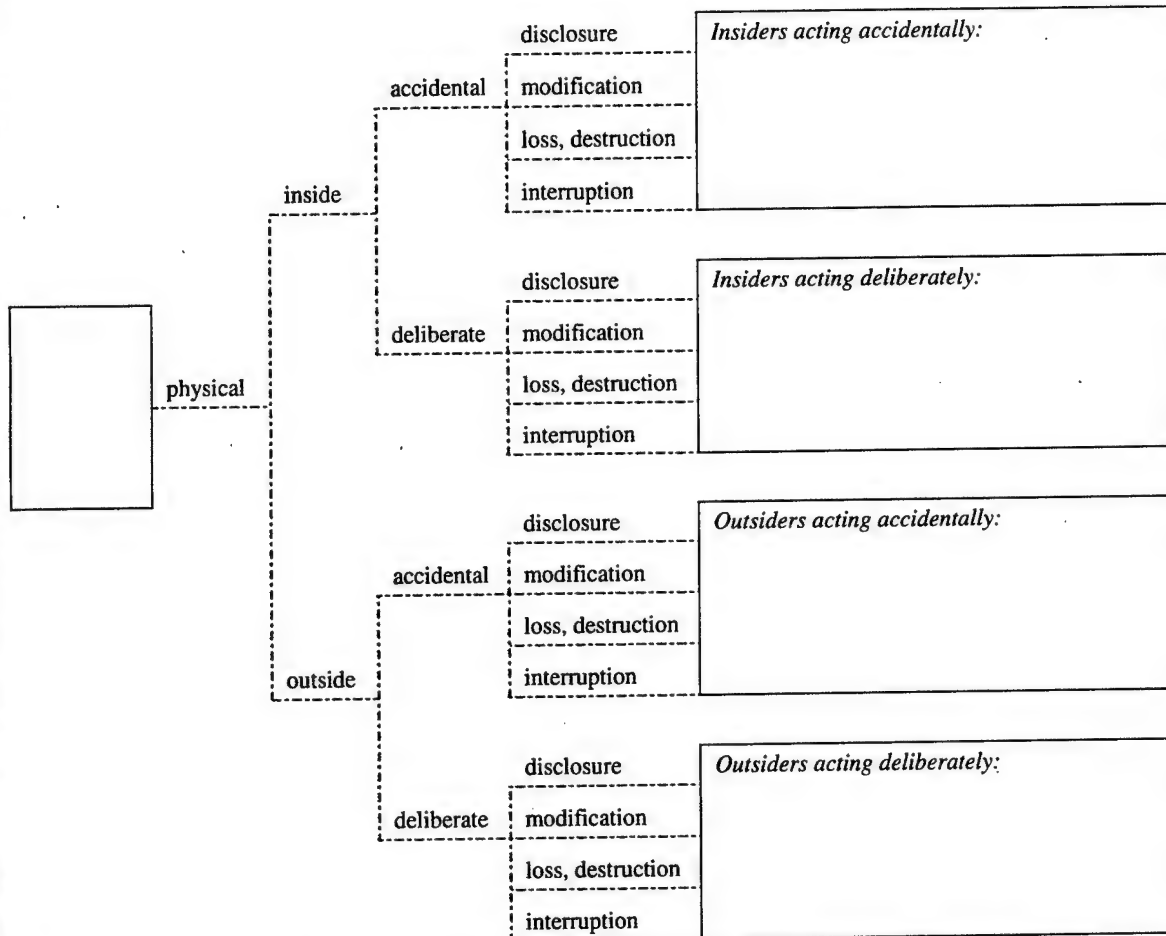 disclosure
Insiders acting accidentally:
accidental
modification
loss, destruction
inside
interruption
disclosure
Insiders acting deliberately:
deliberate
modification
physical
loss, destruction
interruption
disclosure
Outsiders acting accidentally:
accidental
modification
loss, destruction
outside
interruption
disclosure
Outsiders acting deliberately:
deliberate
modification
loss, destruction
interruption